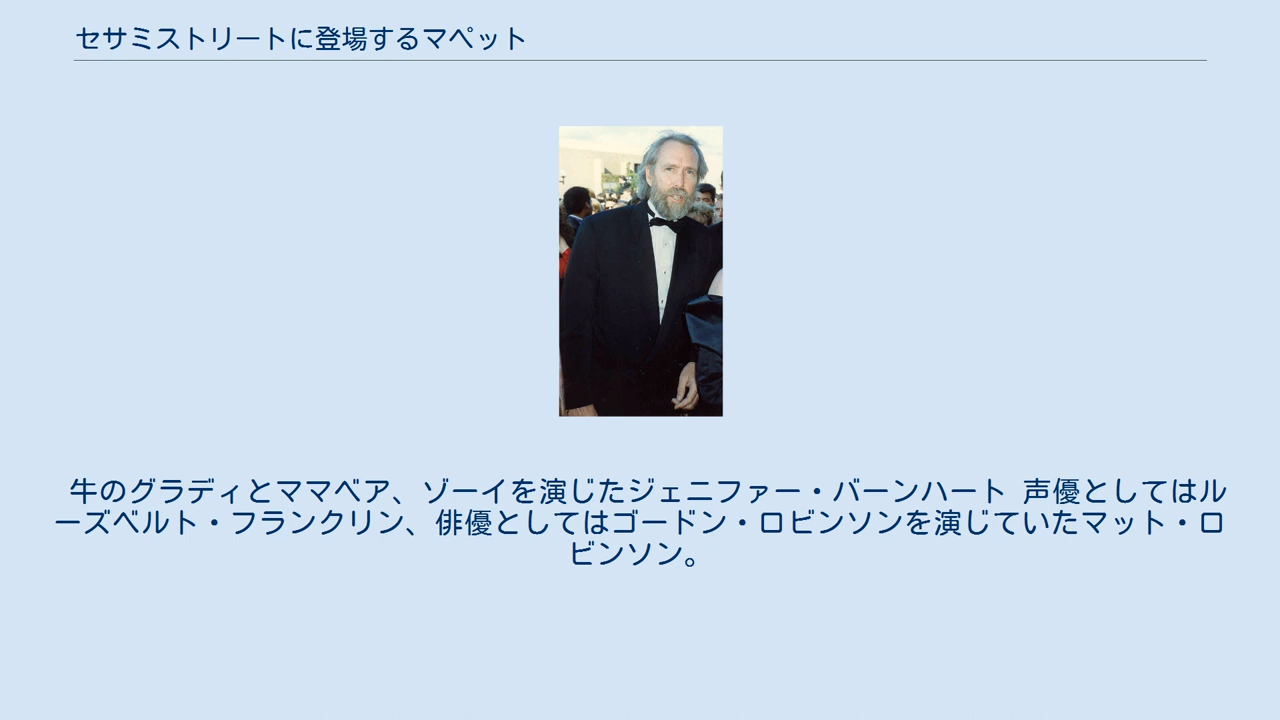 セサミストリートに登場するマペット
牛のグラディとママベア、ゾーイを演じたジェニファー・バーンハート 声優としてはル
ーズベルト・フランクリン、俳優としてはゴードン・ロビンソンを演じていたマット・ロ
ビンソン。